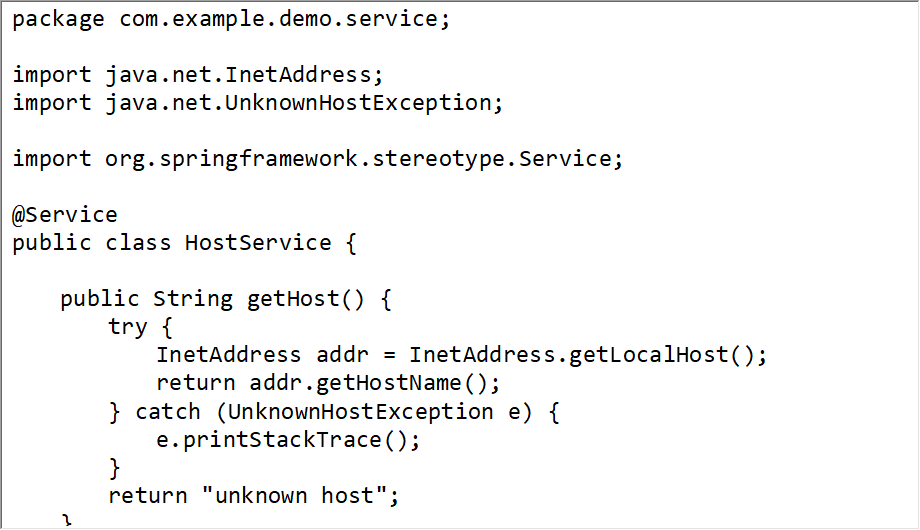 package com.example.demo.service;
import java.net.InetAddress;
import java.net.UnknownHostException;
import org.springframework.stereotype.Service;
@Service
public class HostService {
public String getHost() {
try {
InetAddress addr = InetAddress.getLocalHost();
return addr.getHostName();
} catch (UnknownHostException e) {
e.printStackTrace();
}
return "unknown host";
}